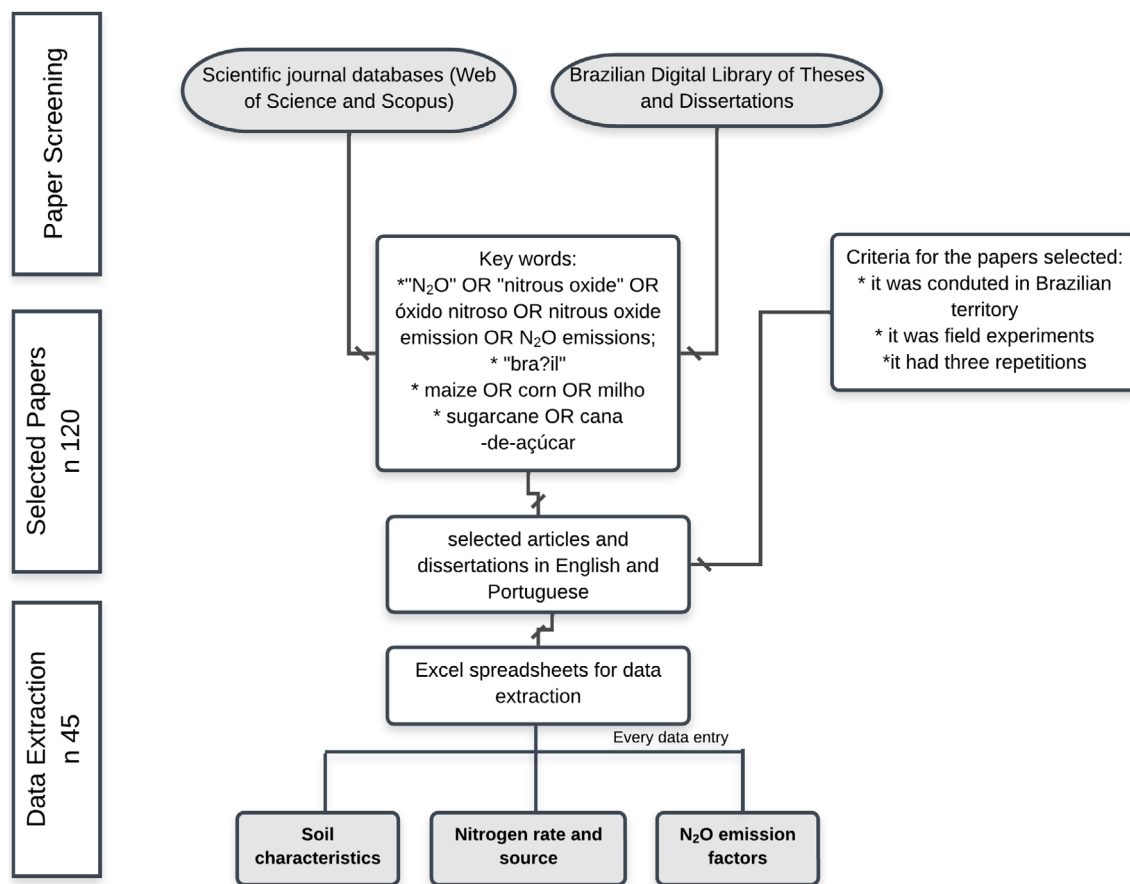 Paper Screening
Scientific journal databases (Web
of Science and Scopus)
Brazilian Digital Library of Theses
and Dissertations
Key words:
*"N₂O" OR "nitrous oxide" OR
óxido nitroso OR nitrous oxide
emission OR N₂O emissions;
* "bra?il"
* maize OR corn OR milho
* sugarcane OR cana
-de-açúcar
Criteria for the papers selected:
* it was conduted in Brazilian
territory
* it was field experiments
*it had three repetitions
Selected Papers
n 120
selected articles and
dissertations in English and
Portuguese
Data Extraction
n 45
Excel spreadsheets for data
extraction
Every data entry
Soil
characteristics
Nitrogen rate and
source
N₂O emission
factors